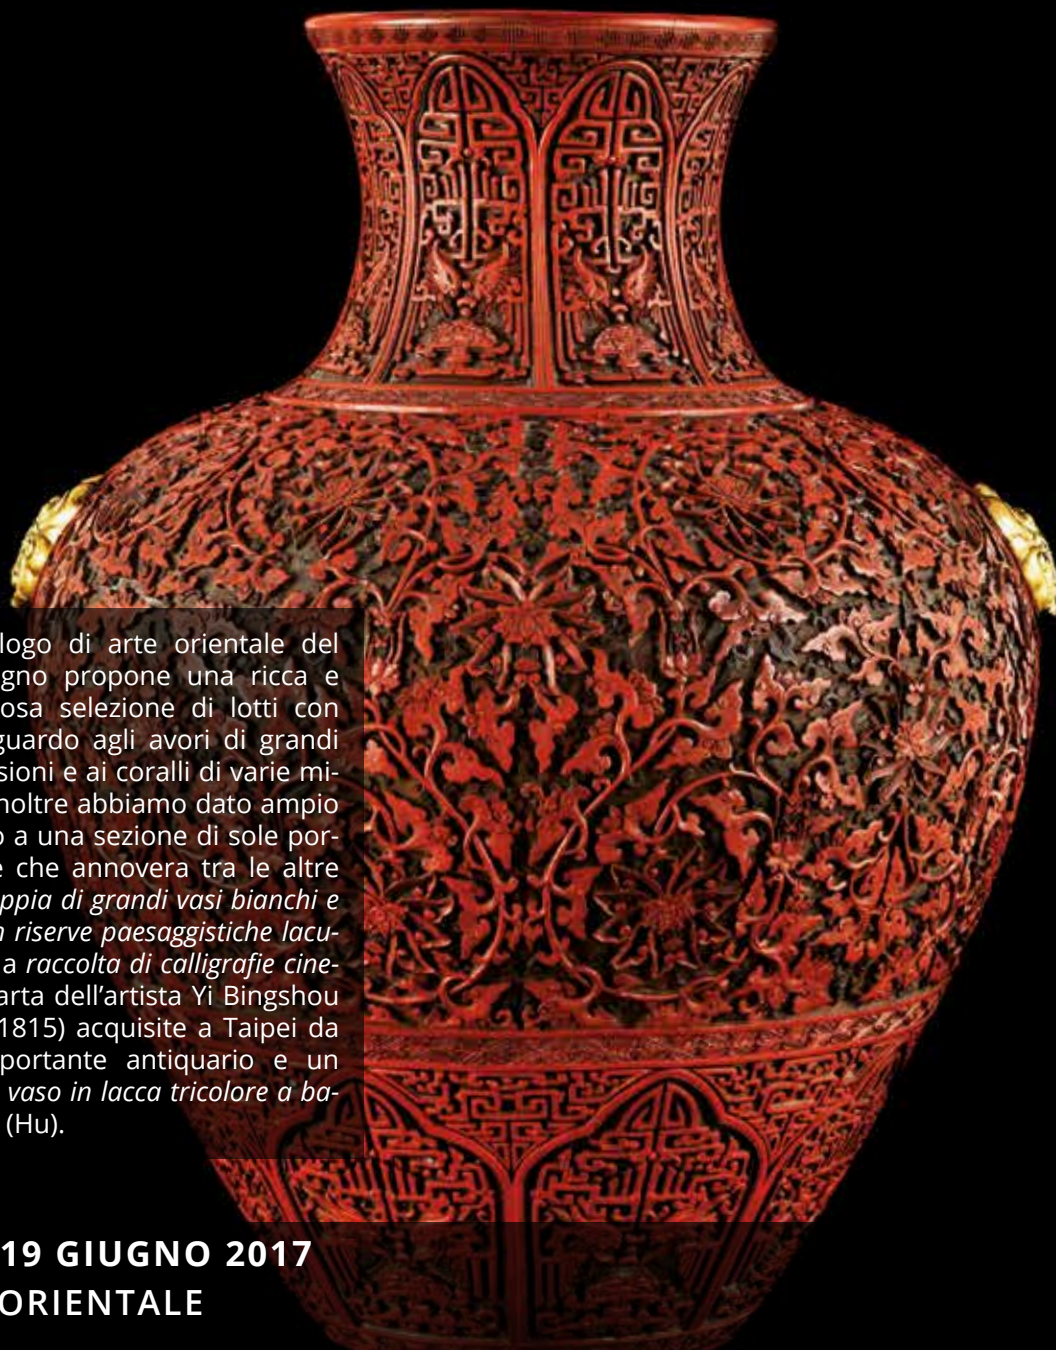 logo di arte orientale del
gno propone una ricca e
osa selezione di lotti con
guardo agli avori di grandi
sioni e ai coralli di varie mi-
noltre abbiamo dato ampio
o a una sezione di sole por-
e che annovera tra le altre
ppia di grandi vasi bianchi e
n riserve paesaggistiche lacu-
a raccolta di calligrafie cine-
arta dell’artista Yi Bingshou
1815) acquisite a Taipei da
portante antiquario e un
vaso in lacca tricolore a ba-
(Hu).
19 GIUGNO 2017
ORIENTALE